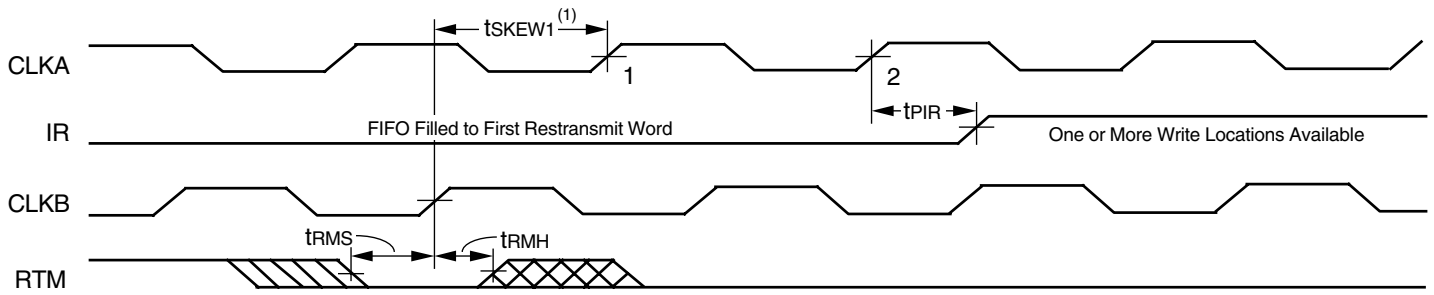 tSKEW1 (1)
CLKA
1
2
tPIR
IR
FIFO Filled to First Restransmit Word
One or More Write Locations Available
CLKB
tRMS
tRMH
RTM